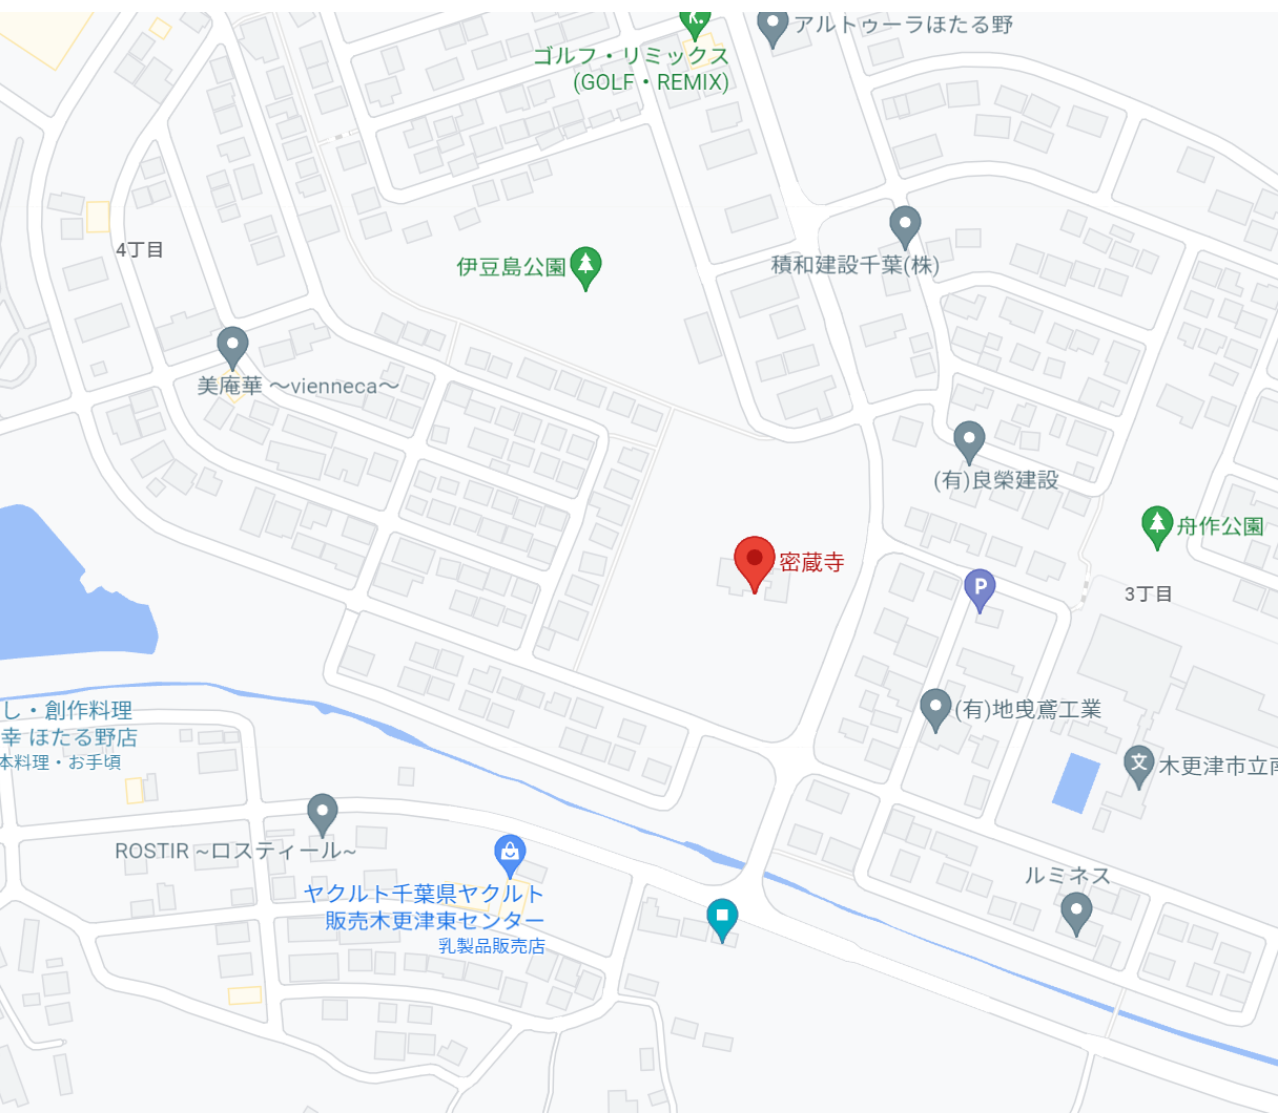 アルトゥーラほたる野
ゴルフ・リミックス
(GOLF・REMIX)
4丁目
伊豆島公園
積和建設千葉(株)
美庵華 〜vienneca〜
(有)良榮建設
舟作公園
密蔵寺
P
3丁目
し・創作料理
幸 ほたる野店
本料理・お手頃
(有)地曵鳶工業
文
木更津市立南
ROSTIR ~ロスティール~
ヤクルト千葉県ヤクルト
販売木更津東センター
乳製品販売店
ルミネス